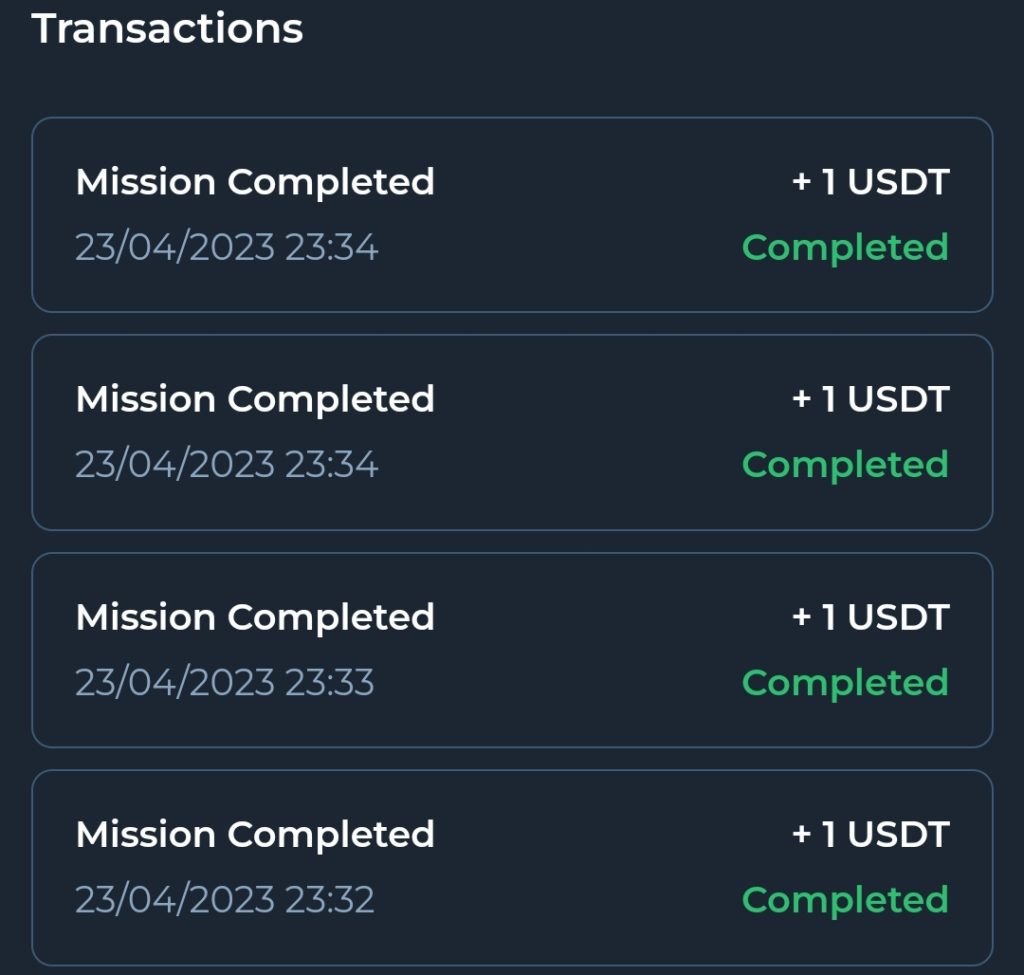 Transactions
Mission Completed + 1 USDT
23/04/2023 23:34 Completed
Mission Completed + 1 USDT
23/04/2023 23:34 Completed
Mission Completed + 1 USDT
23/04/2023 23:33 Completed
Mission Completed + 1 USDT
23/04/2023 23:32 Completed